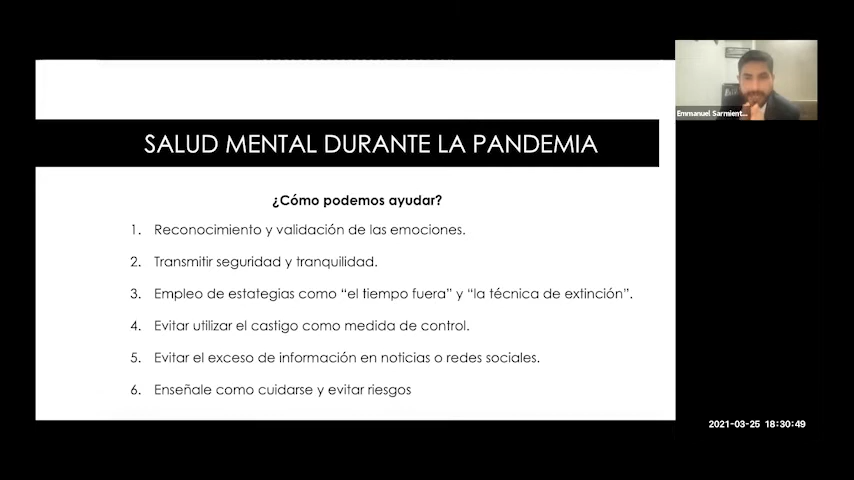 SALUD MENTAL DURANTE LA PANDEMIA
¿Cómo podemos ayudar?
1. Reconocimiento y validación de las emociones.
2. Transmitir seguridad y tranquilidad.
3. Empleo de estategias como “el tiempo fuera” y “la técnica de extinción”.
4. Evitar utilizar el castigo como medida de control.
5. Evitar el exceso de información en noticias o redes sociales.
6. Enseñale como cuidarse y evitar riesgos
Emmanuel Sarmient...
2021-03-25 18:30:49